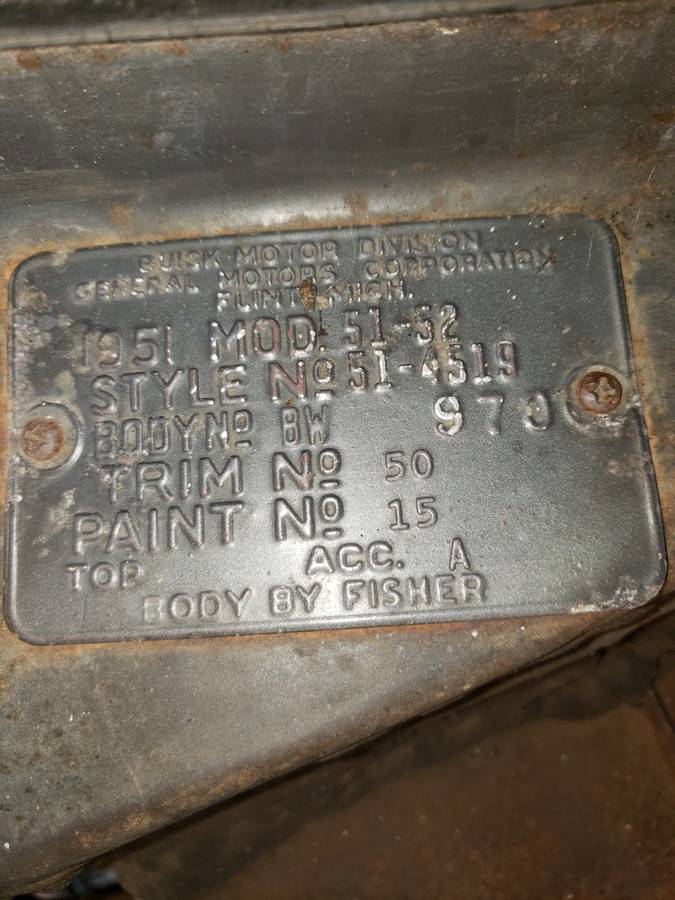 BUICK MOTOR DIVISION
GENERAL MOTORS CORPORATION
FLINT MICH.
1951 MOD. 51-52
STYLE Nº 51-4519
BODY Nº BW 970
TRIM Nº 50
PAINT Nº 15
TOP ACC. A
BODY BY FISHER